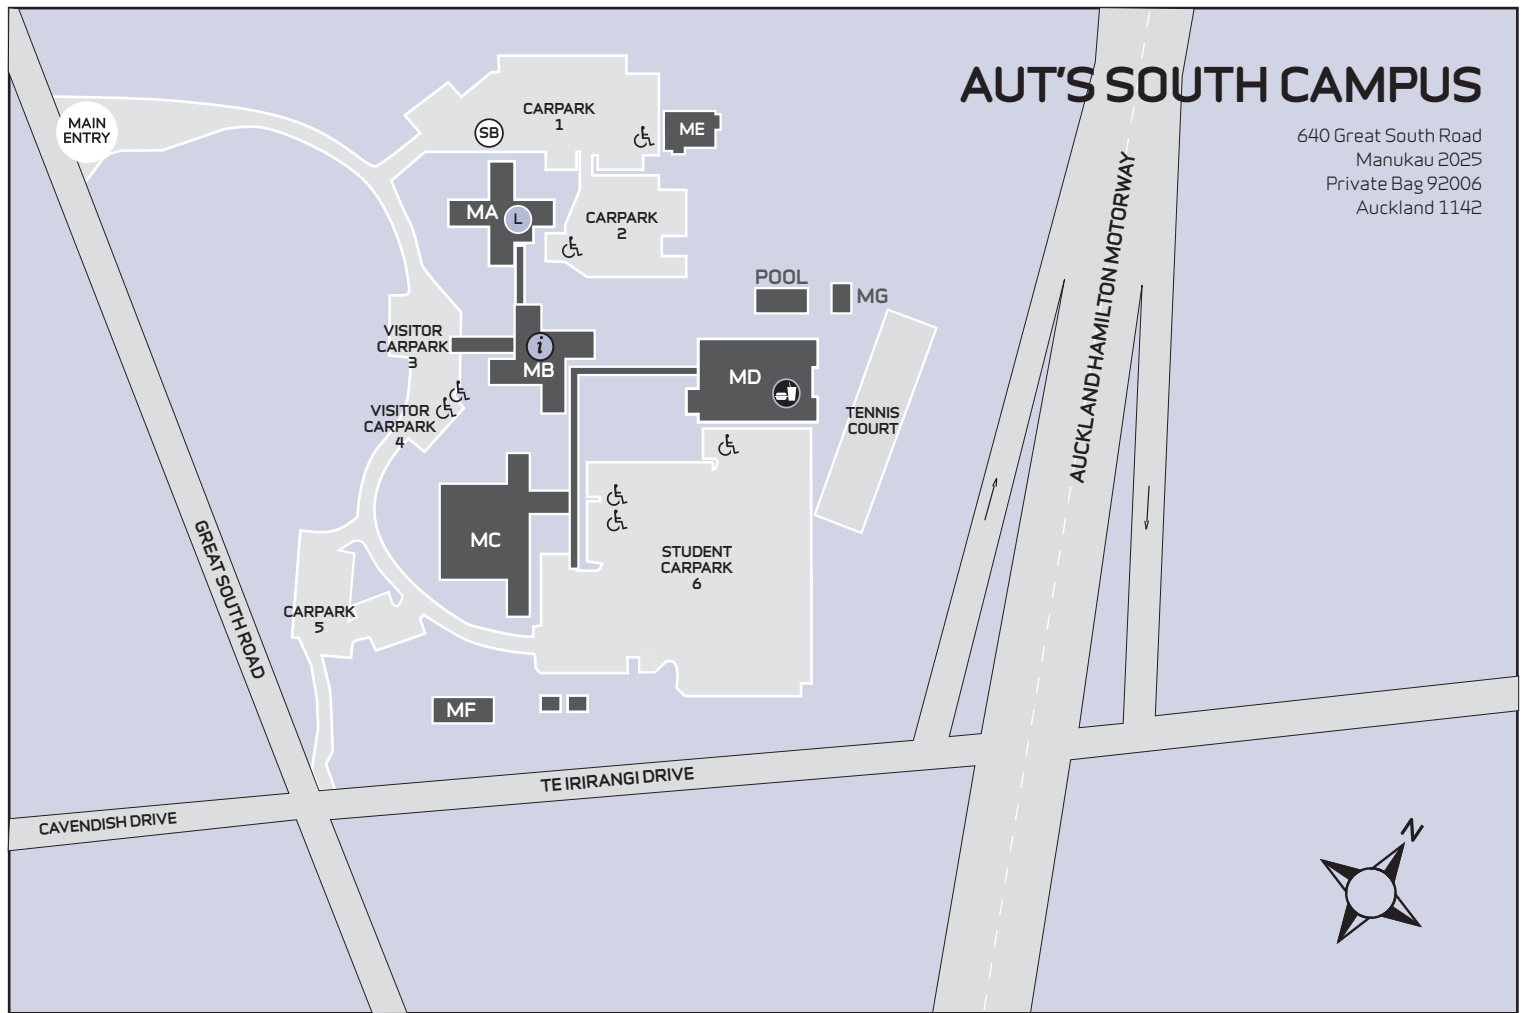 AUT'S SOUTH CAMPUS
640 Great South Road
Manukau 2025
Private Bag 92006
Auckland 1142
MAIN
ENTRY
CARPARK
1
SB
ME
MA
L
CARPARK
2
POOL
MG
VISITOR
CARPARK
3
i
MB
MD
VISITOR
CARPARK
4
TENNIS
COURT
AUCKLAND HAMILTON MOTORWAY
MC
STUDENT
CARPARK
6
GREAT SOUTH ROAD
CARPARK
5
MF
TE IRIRANGI DRIVE
CAVENDISH DRIVE
N